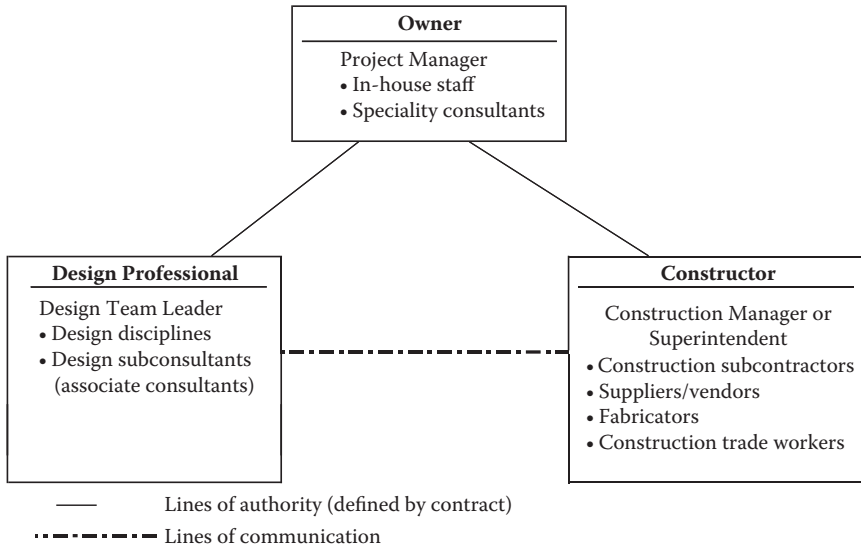 Owner
Project Manager
• In-house staff
• Speciality consultants
Design Professional
Design Team Leader
• Design disciplines
• Design subconsultants
(associate consultants)
Constructor
Construction Manager or
Superintendent
• Construction subcontractors
• Suppliers/vendors
• Fabricators
• Construction trade workers
Lines of authority (defined by contract)
Lines of communication